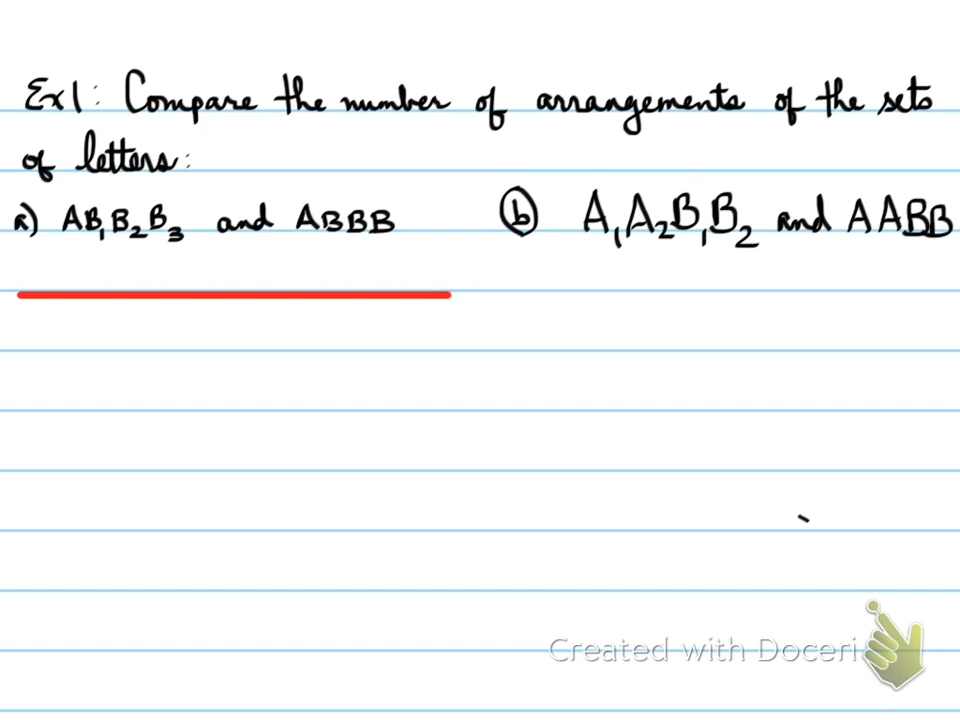 Ex1: Compare the number of arrangements of the sets
of letters:
a) AB₁B₂B₃ and ABBB
b A₁A₂B₁B₂ and AABB
Created with Doceri